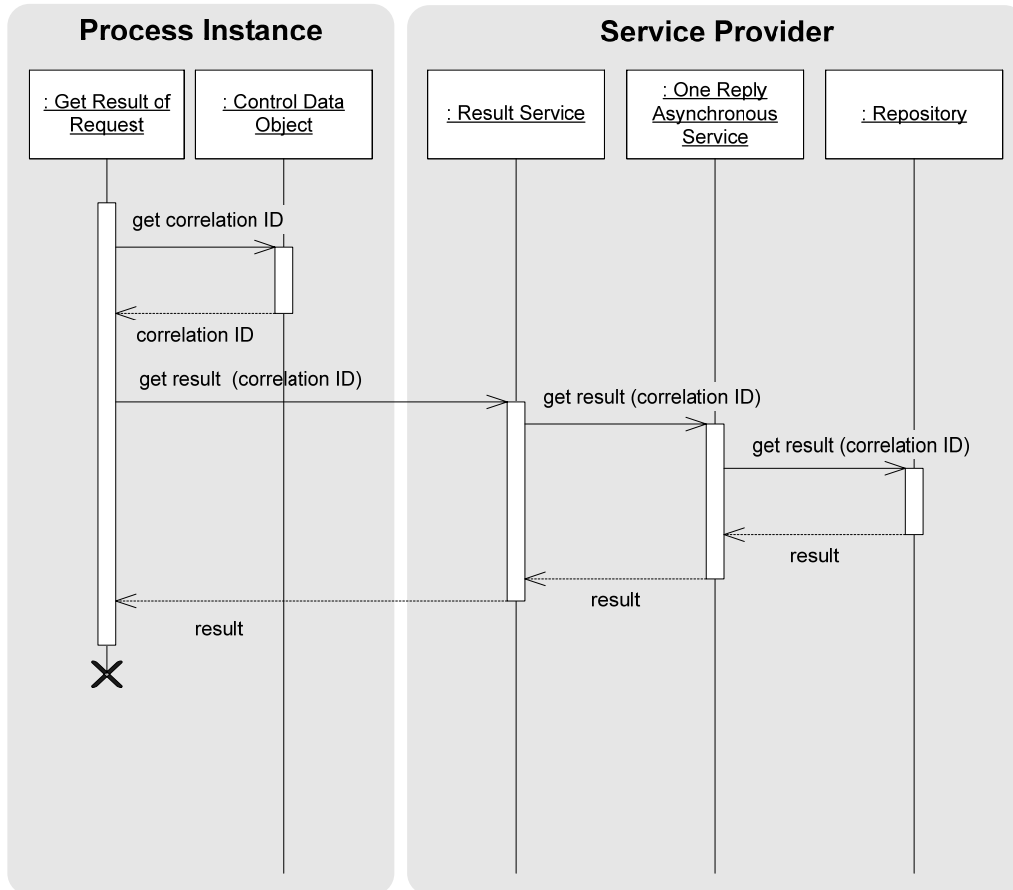 Process Instance
Service Provider
: Get Result of
Request
: Control Data
Object
: Result Service
: One Reply
Asynchronous
Service
: Repository
get correlation ID
correlation ID
get result  (correlation ID)
get result (correlation ID)
get result (correlation ID)
result
result
result